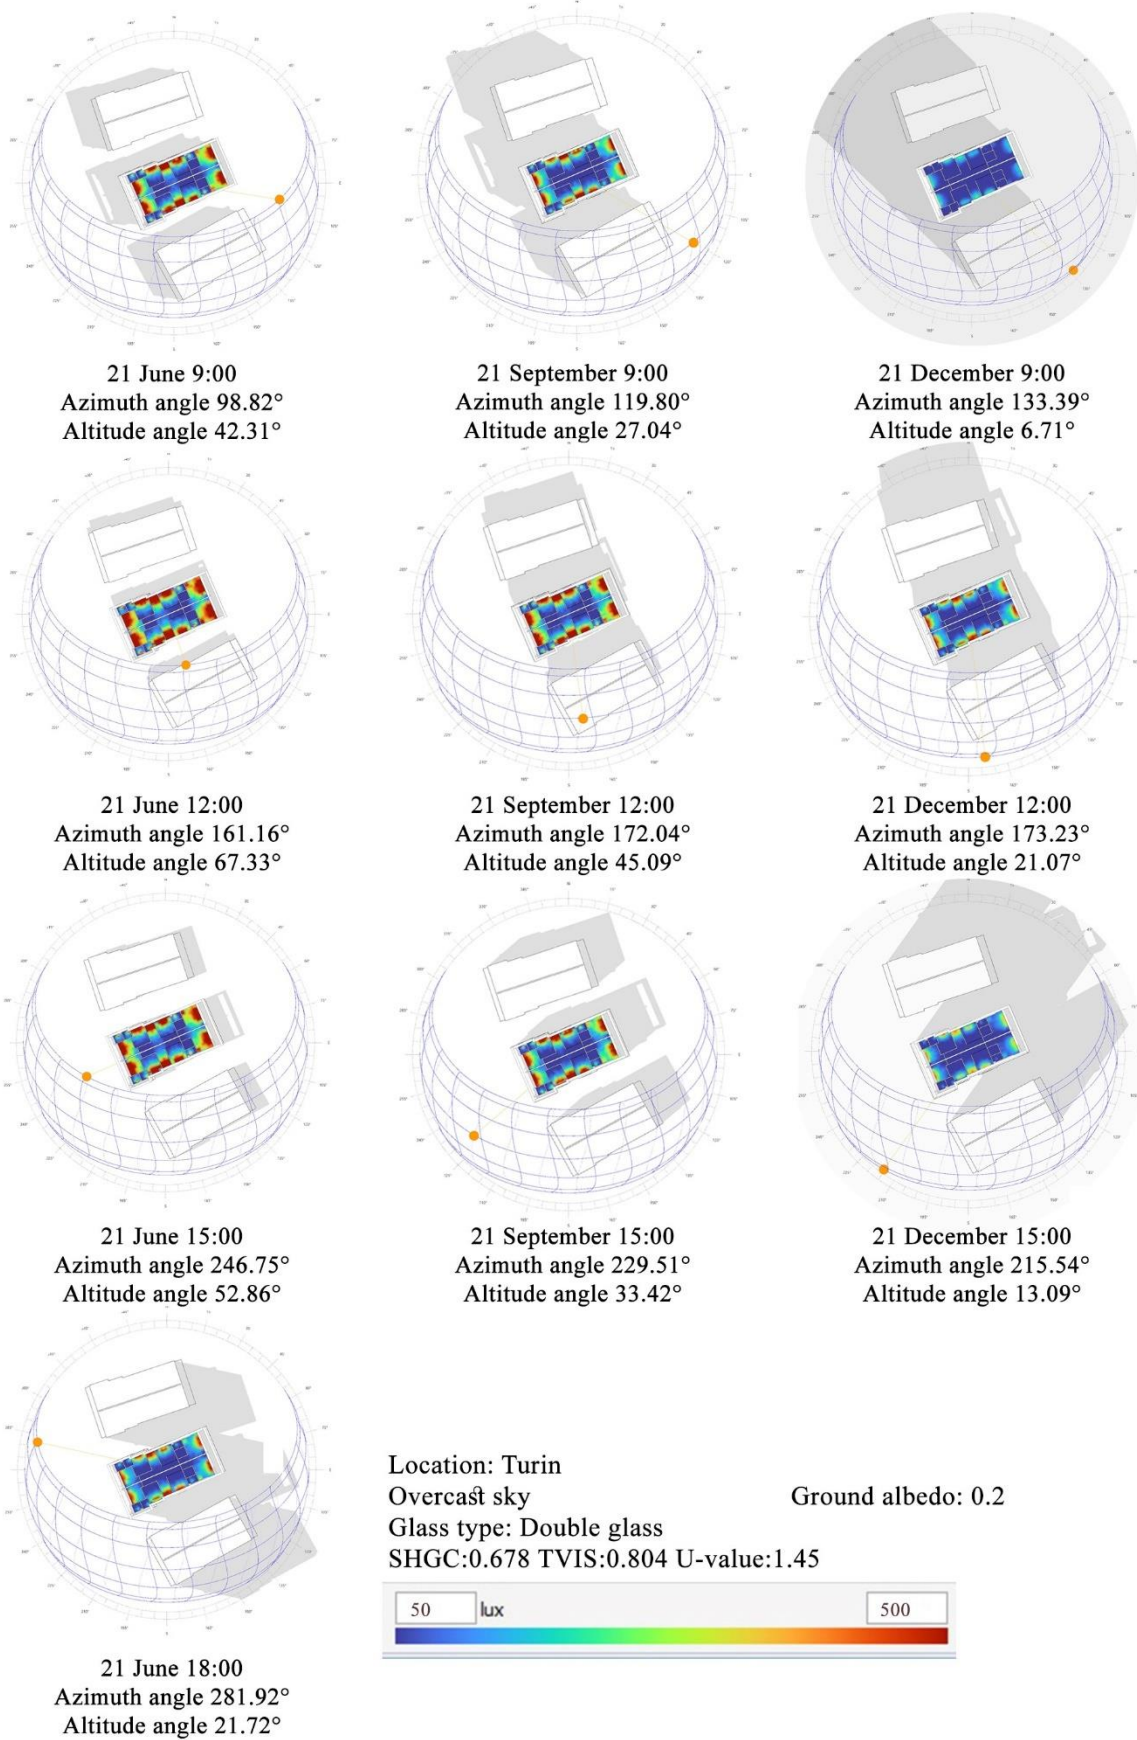 21 June 9:00
Azimuth angle 98.82°
Altitude angle 42.31°
21 September 9:00
Azimuth angle 119.80°
Altitude angle 27.04°
21 December 9:00
Azimuth angle 133.39°
Altitude angle 6.71°
21 June 12:00
Azimuth angle 161.16°
Altitude angle 67.33°
21 September 12:00
Azimuth angle 172.04°
Altitude angle 45.09°
21 December 12:00
Azimuth angle 173.23°
Altitude angle 21.07°
21 June 15:00
Azimuth angle 246.75°
Altitude angle 52.86°
21 September 15:00
Azimuth angle 229.51°
Altitude angle 33.42°
21 December 15:00
Azimuth angle 215.54°
Altitude angle 13.09°
21 June 18:00
Azimuth angle 281.92°
Altitude angle 21.72°
Location: Turin
Overcast sky
Ground albedo: 0.2
Glass type: Double glass
SHGC:0.678 TVIS:0.804 U-value:1.45
50 lux 500